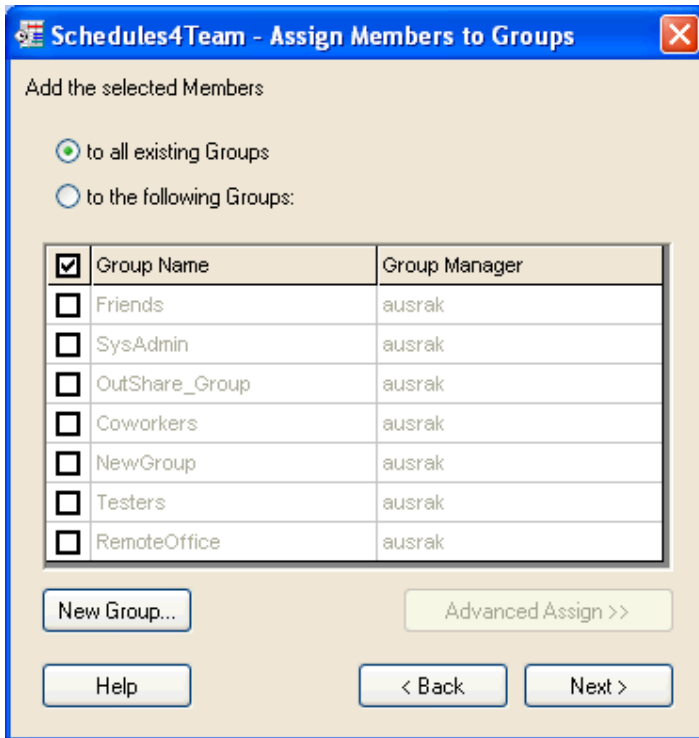 Schedules4Team - Assign Members to Groups
Add the selected Members
to all existing Groups
to the following Groups:
Group Name Group Manager
Friends ausrak
SysAdmin ausrak
OutShare_Group ausrak
Coworkers ausrak
NewGroup ausrak
Testers ausrak
RemoteOffice ausrak
New Group... Advanced Assign >>
Help < Back Next >